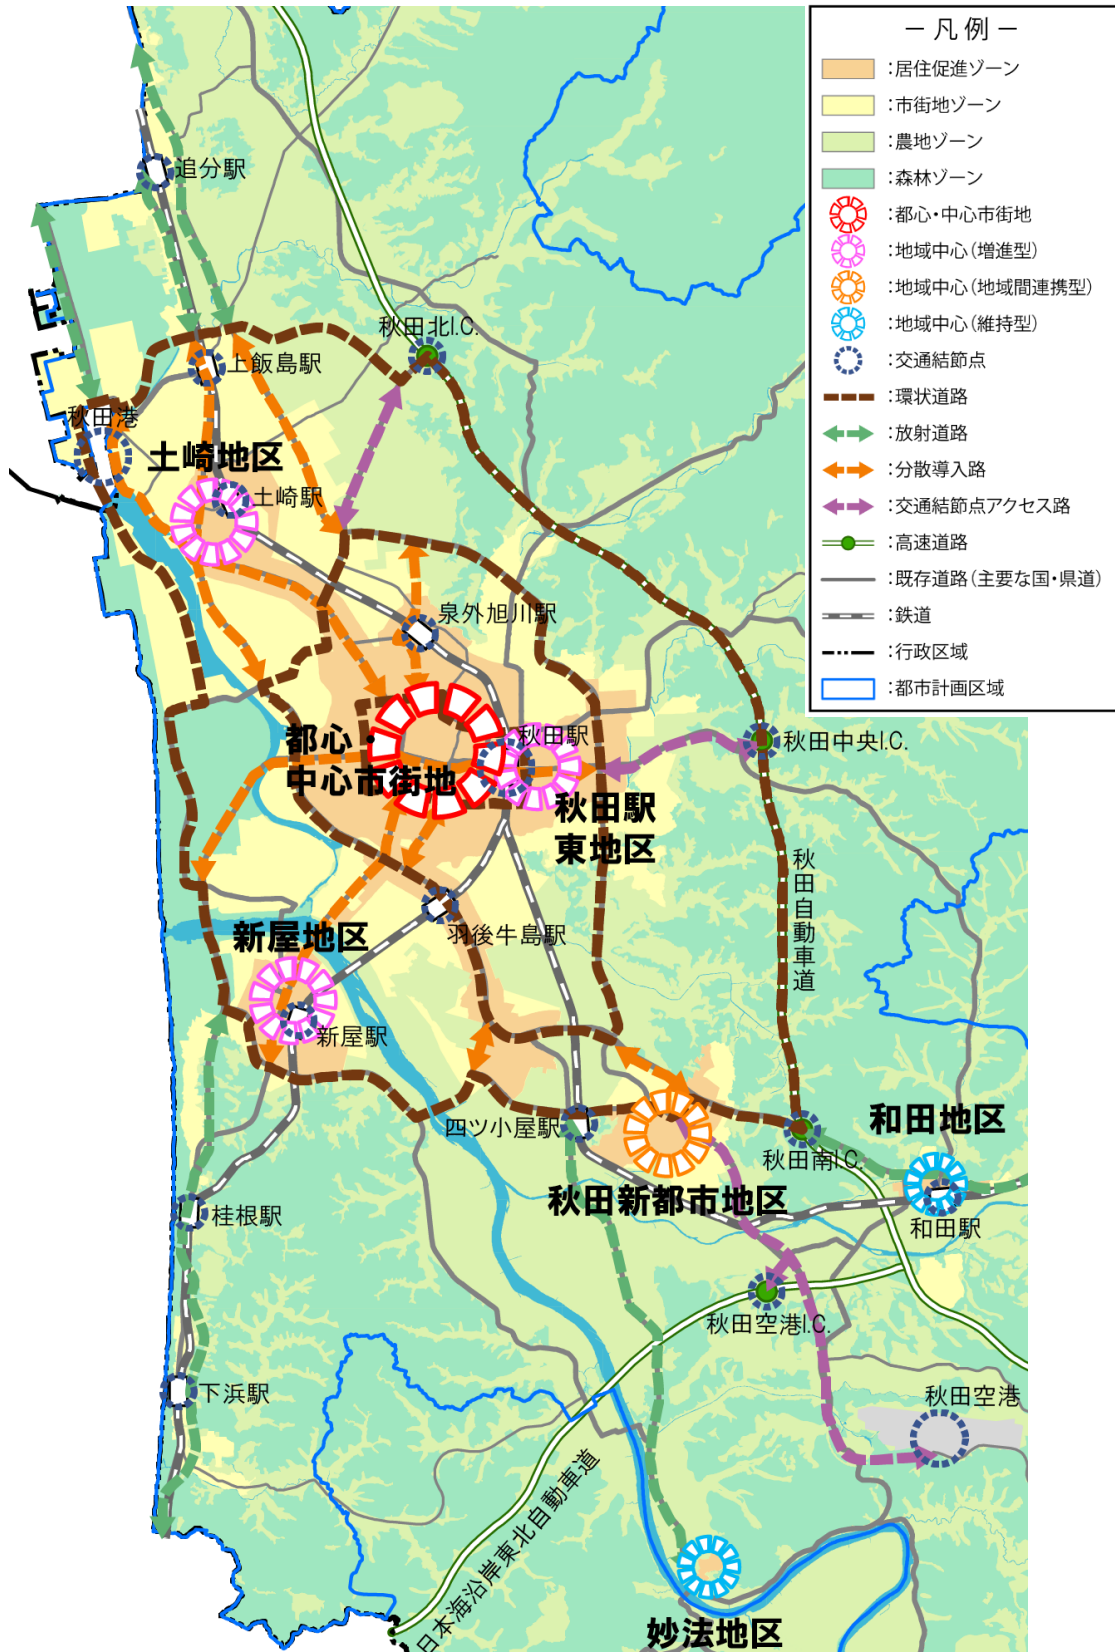 －凡例－
：居住促進ゾーン
：市街地ゾーン
：農地ゾーン
：森林ゾーン
：都心・中心市街地
：地域中心（増進型）
：地域中心（地域間連携型）
：地域中心（維持型）
：交通結節点
：環状道路
：放射道路
：分散導入路
：交通結節点アクセス路
：高速道路
：既存道路（主要な国・県道）
：鉄道
：行政区域
：都市計画区域
追分駅
秋田北I.C.
上飯島駅
秋田港
土崎地区
土崎駅
泉外旭川駅
秋田駅
都心・
中心市街地
秋田中央I.C.
秋田駅
東地区
秋田自動車道
新屋地区
羽後牛島駅
新屋駅
四ツ小屋駅
和田地区
秋田南I.C.
秋田新都市地区
和田駅
桂根駅
秋田空港I.C.
下浜駅
秋田空港
日本海沿岸東北自動車道
妙法地区